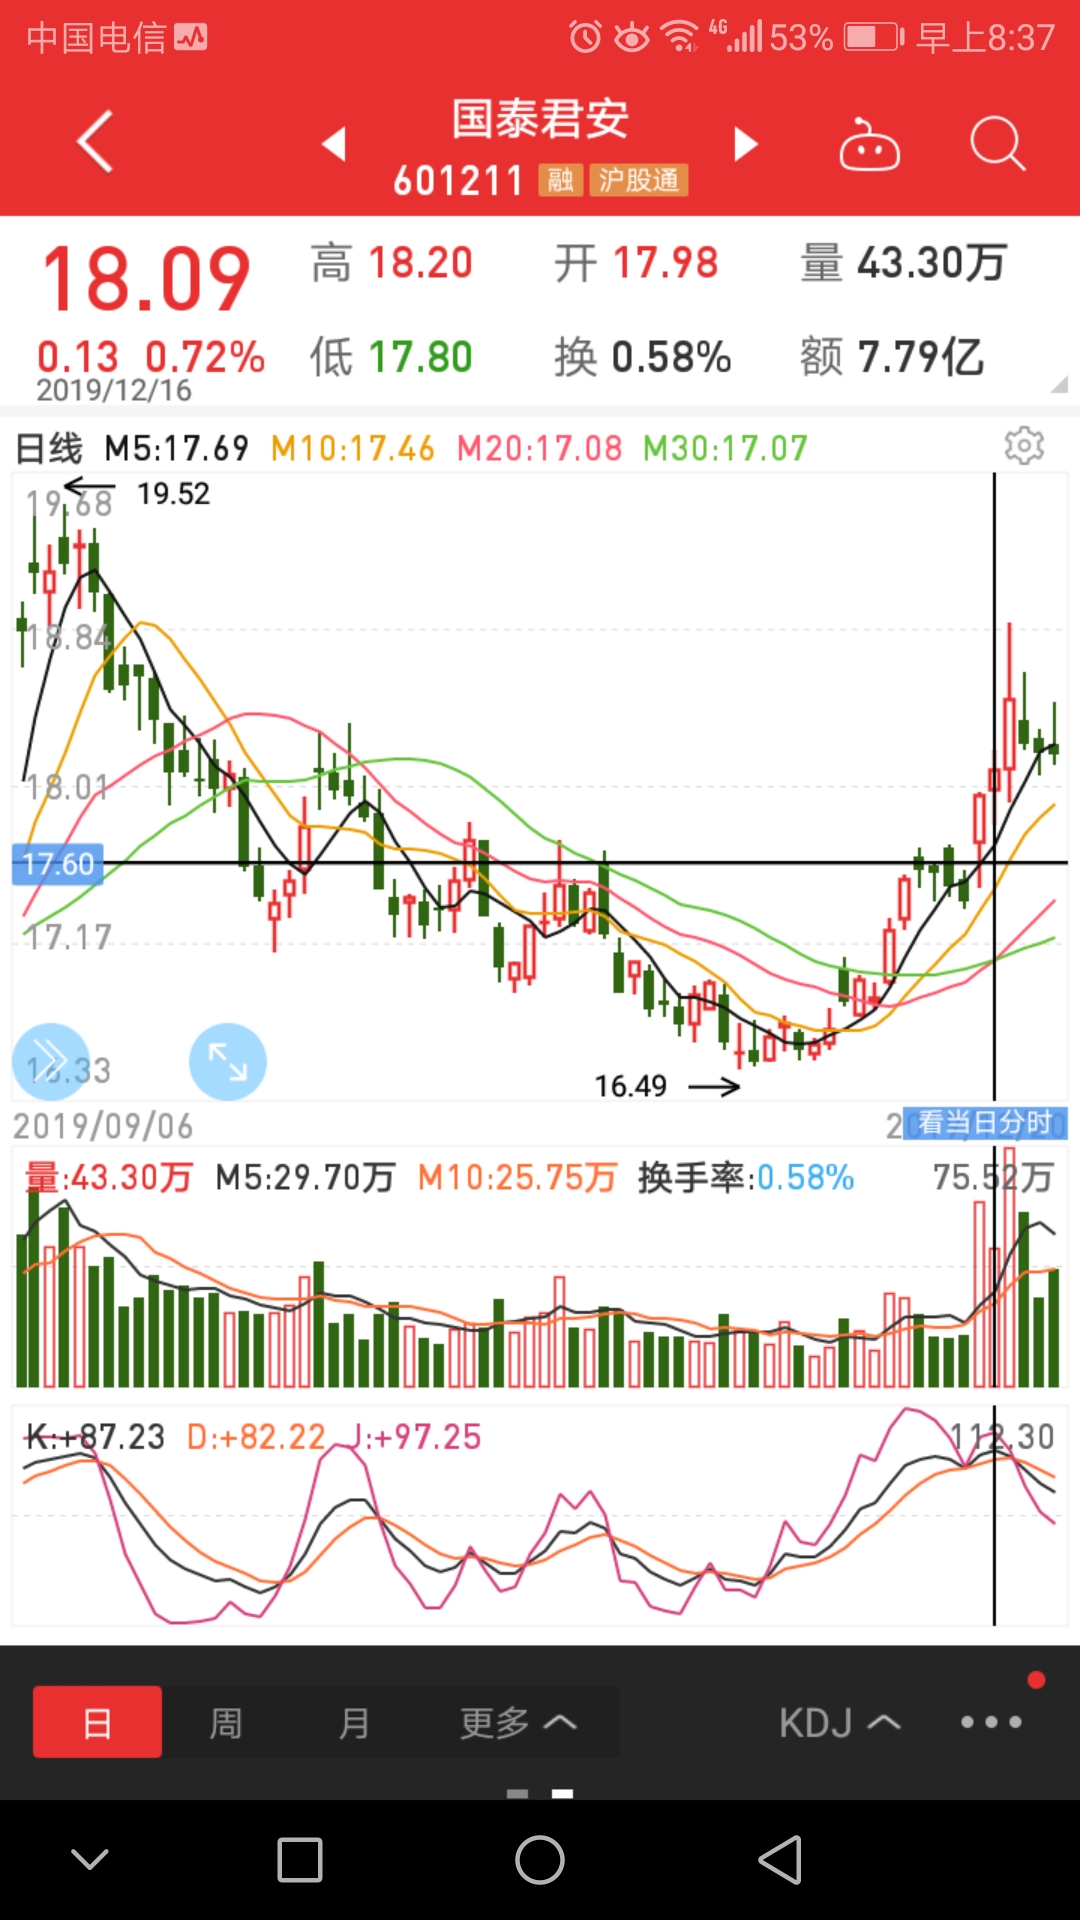 中国电信 4G 53% 早上8:37
国泰君安
601211 融 沪股通
18.09 高 18.20 开 17.98 量 43.30万
0.13 0.72% 低 17.80 换 0.58% 额 7.79亿
2019/12/16
日线 M5:17.69 M10:17.46 M20:17.08 M30:17.07
19.68 19.52
18.84
18.01
17.60
17.17
16.33
16.49
2019/09/06 看当日分时
量:43.30万 M5:29.70万 M10:25.75万 换手率:0.58% 75.52万
K:+87.23 D:+82.22 J:+97.25 112.30
日 周 月 更多 KDJ